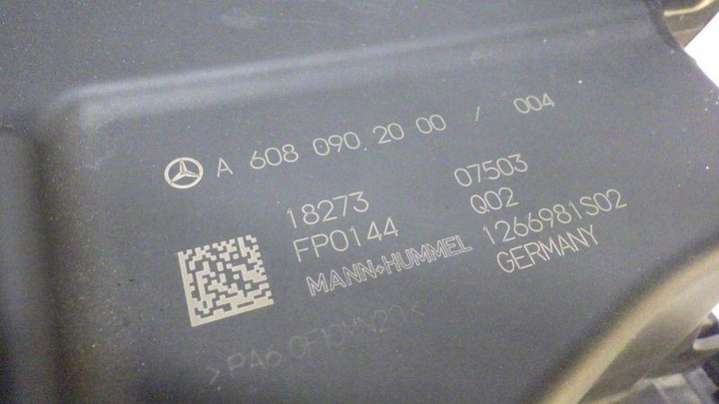 A 608 090 20 00 / 004
18273 07503
FP0144 Q02
MANN+HUMMEL 1266981S02
GERMANY